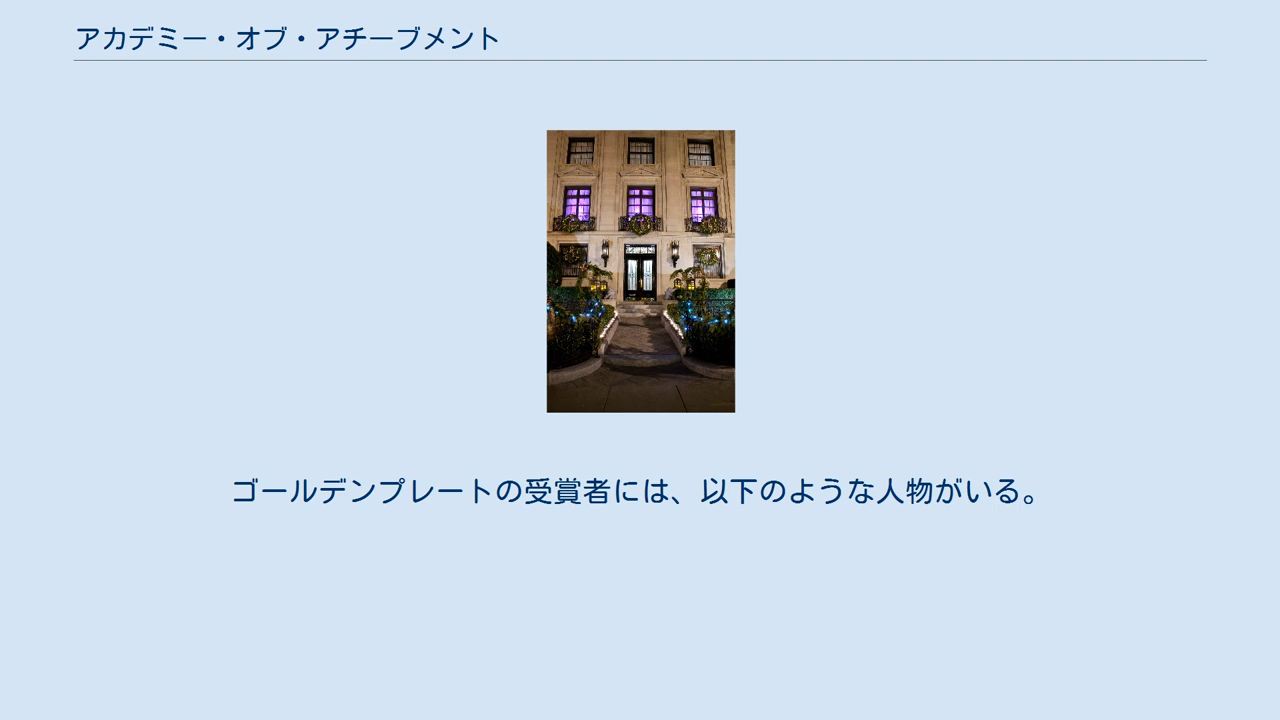 アカデミー・オブ・アチーブメント
ゴールデンプレートの受賞者には、以下のような人物がいる。